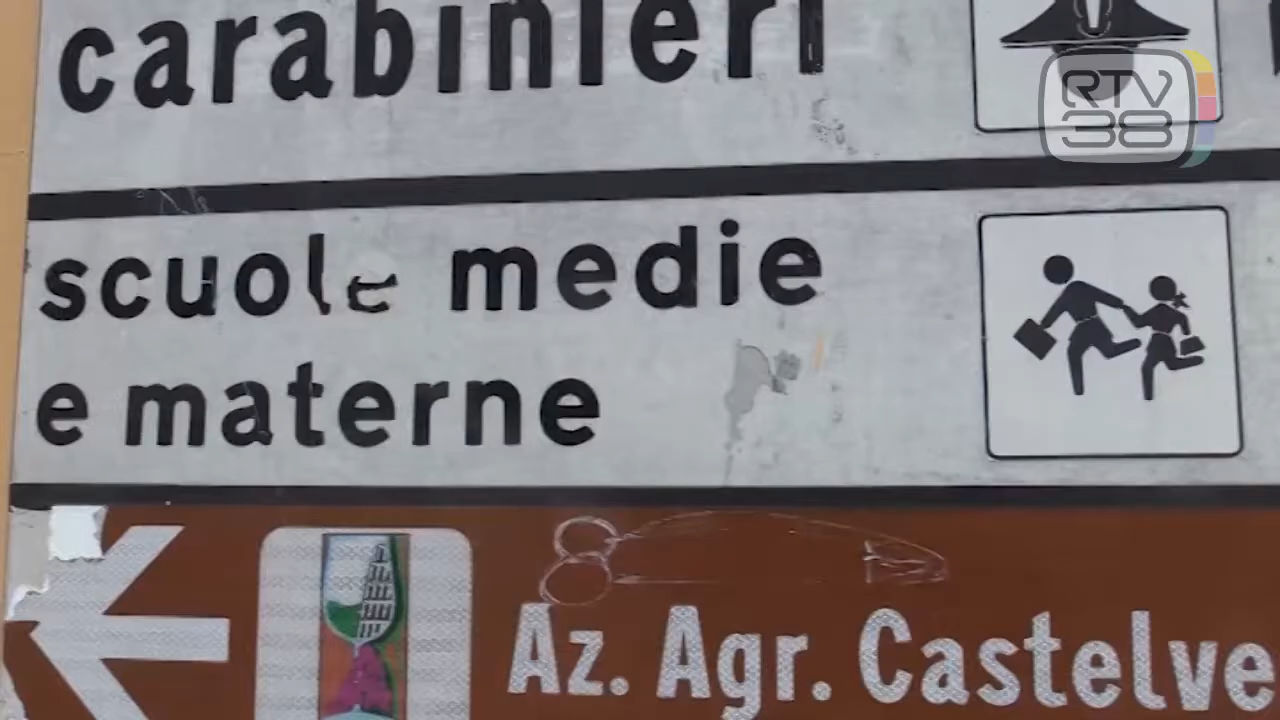 carabinieri
RTV
38
scuole medie
e materne
Az. Agr. Castelve